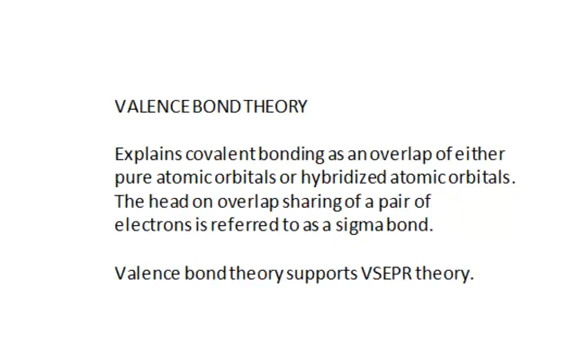 VALENCE BOND THEORY
Explains covalent bonding as an overlap of either
pure atomic orbitals or hybridized atomic orbitals.
The head on overlap sharing of a pair of
electrons is referred to as a sigma bond.
Valence bond theory supports VSEPR theory.